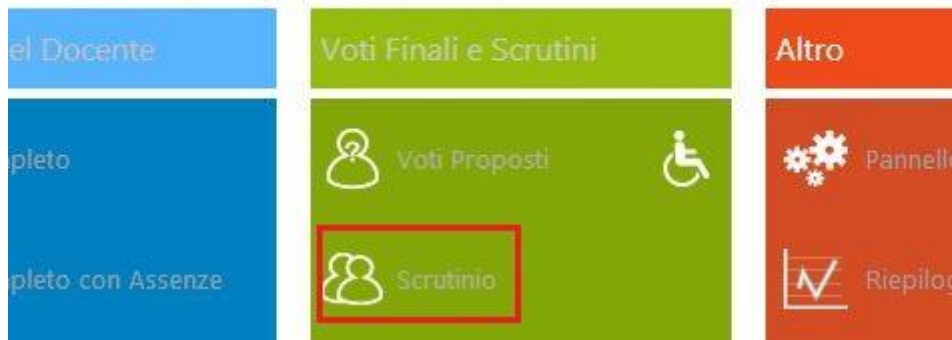 el Docente
Voti Finali e Scrutini
Altro
pleto
Voti Proposti
?
Pannell
pleto con Assenze
Scrutinio
Riepilog